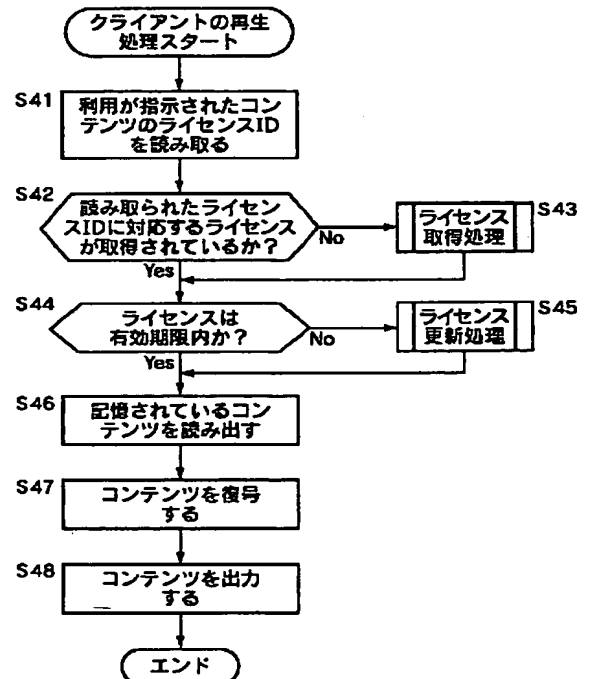 クライアントの再生
処理スタート
S41
利用が指示されたコン
テンツのライセンスID
を読み取る
S42
読み取られたライセン
スIDに対応するライセンス
が取得されているか？
No
Yes
ライセンス
取得処理
S43
S44
ライセンスは
有効期限内か？
No
Yes
ライセンス
更新処理
S45
S46
記憶されているコン
テンツを読み出す
S47
コンテンツを復号
する
S48
コンテンツを出力
する
エンド